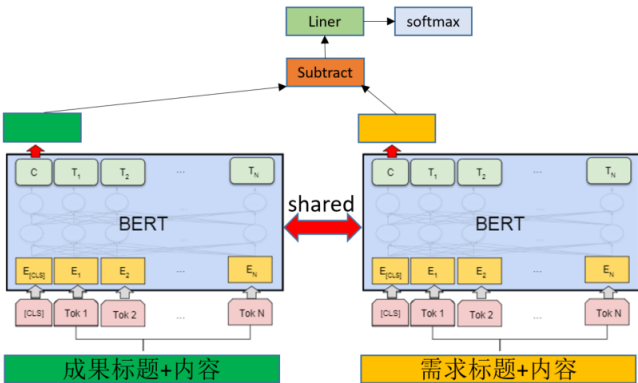 Liner
softmax
Subtract
C T1 T2 ... TN
BERT
E[CLS] E1 E2 ... EN
[CLS] Tok 1 Tok 2 ... Tok N
成果标题+内容
shared
C T1 T2 ... TN
BERT
E[CLS] E1 E2 ... EN
[CLS] Tok 1 Tok 2 ... Tok N
需求标题+内容